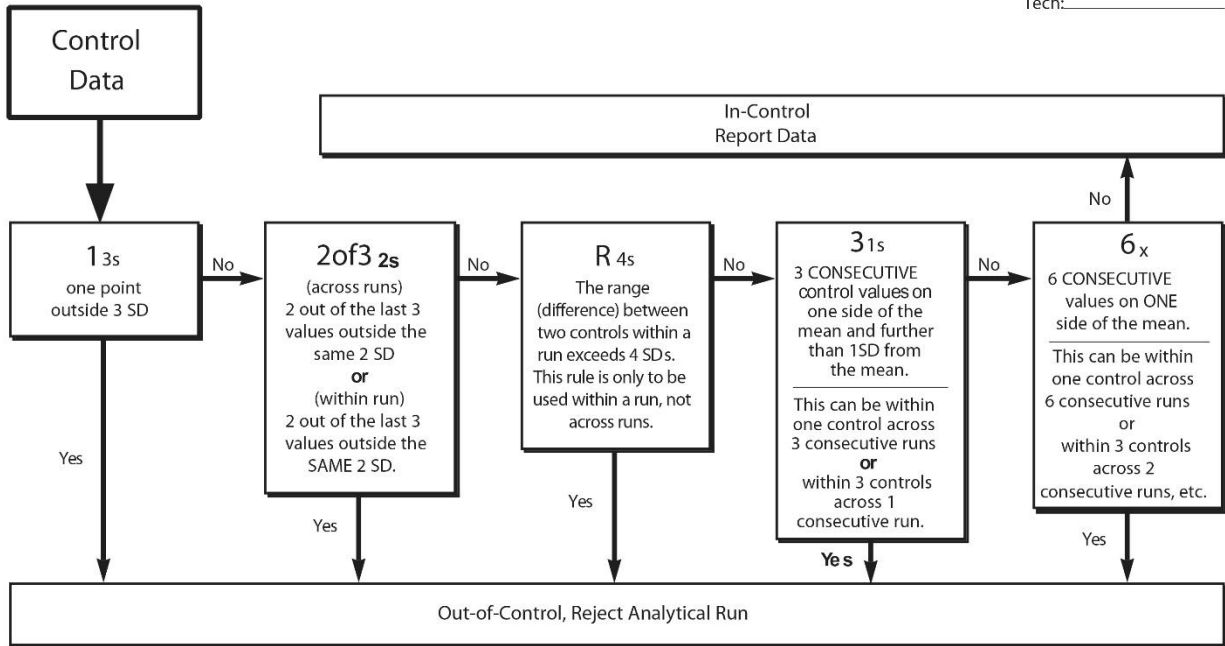 Tech:
Control
Data
In-Control
Report Data
No
1 3s
one point
outside 3 SD
No
2of3 2s
(across runs)
2 out of the last 3
values outside the
same 2 SD
or
(within run)
2 out of the last 3
values outside the
SAME 2 SD.
No
R 4s
The range
(difference) between
two controls within a
run exceeds 4 SDs.
This rule is only to be
used within a run, not
across runs.
No
3 1s
3 CONSECUTIVE
control values on
one side of the
mean and further
than 1SD from
the mean.
This can be within
one control across
3 consecutive runs
or
within 3 controls
across 1
consecutive run.
No
6 x
6 CONSECUTIVE
values on ONE
side of the mean.
This can be within
one control across
6 consecutive runs
or
within 3 controls
across 2
consecutive runs, etc.
Yes
Yes
Yes
Yes
Yes
Out-of-Control, Reject Analytical Run